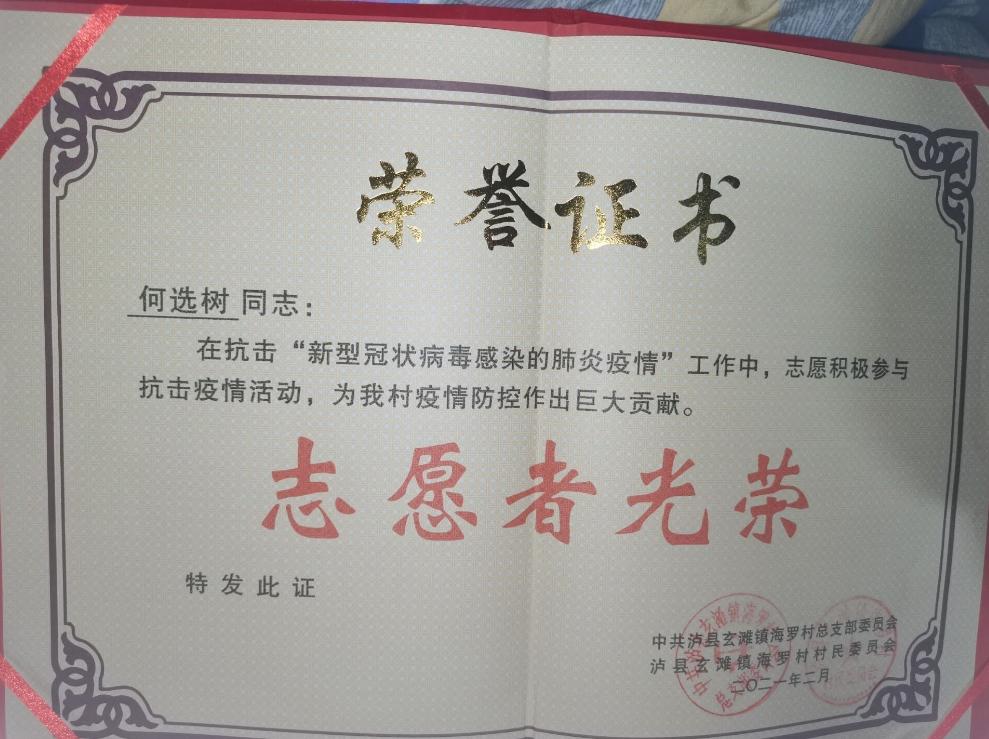 荣誉证书
何选树 同志：
在抗击“新型冠状病毒感染的肺炎疫情”工作中，志愿积极参与
抗击疫情活动，为我村疫情防控作出巨大贡献。
志愿者光荣
特发此证
中共泸县玄滩镇海罗村总支部委员会
泸县玄滩镇海罗村村民委员会
二〇二一年二月